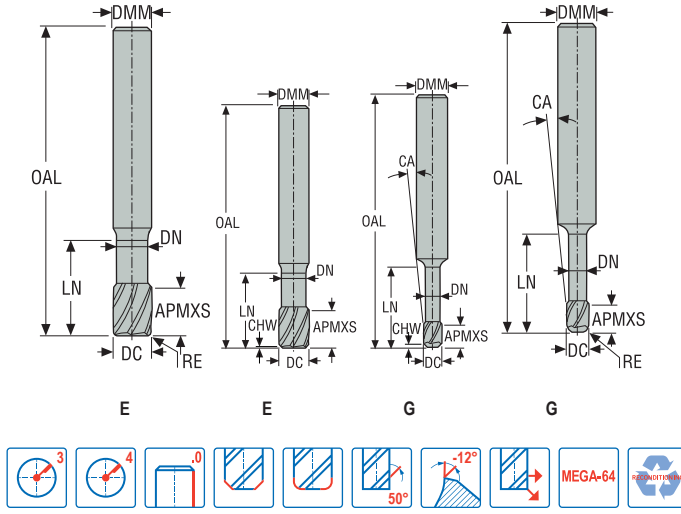 DMM
OAL
DN
LN
APMXS
DC
RE
E
DMM
OAL
DN
LN
CHW
APMXS
DC
E
DMM
CA
OAL
DN
LN
CHW
APMXS
DC
G
DMM
CA
OAL
DN
LN
APMXS
DC
RE
G
3
4
.0
50°
-12°
MEGA-64
RECONDITIONING